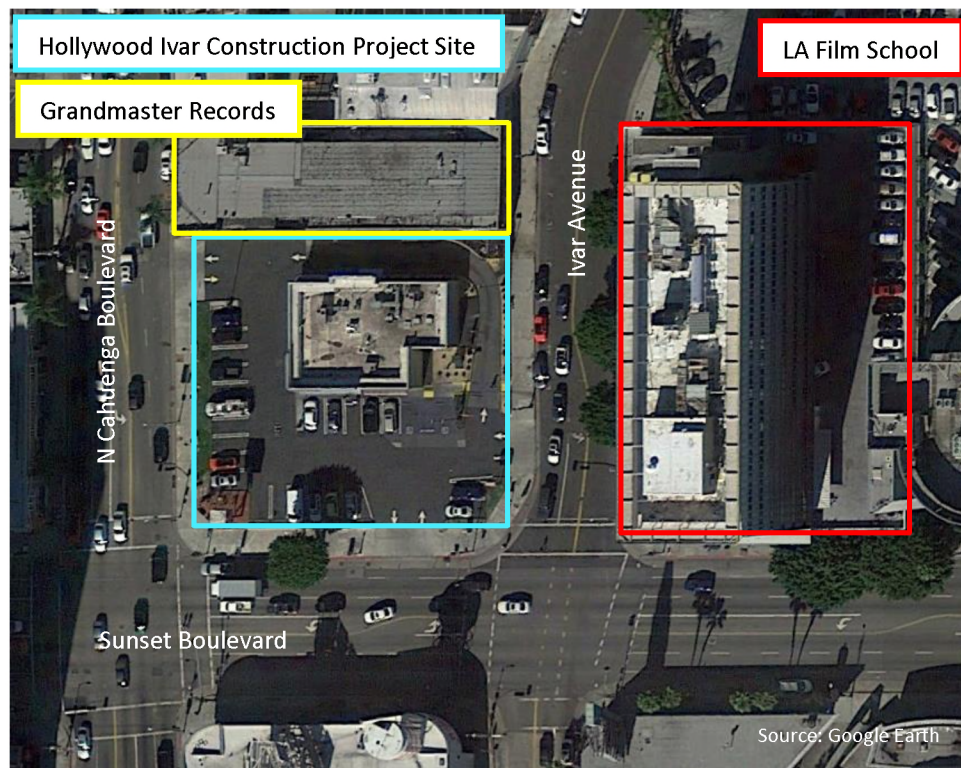 Hollywood Ivar Construction Project Site
LA Film School
Grandmaster Records
Ivar Avenue
N Cahuenga Boulevard
Sunset Boulevard
Source: Google Earth